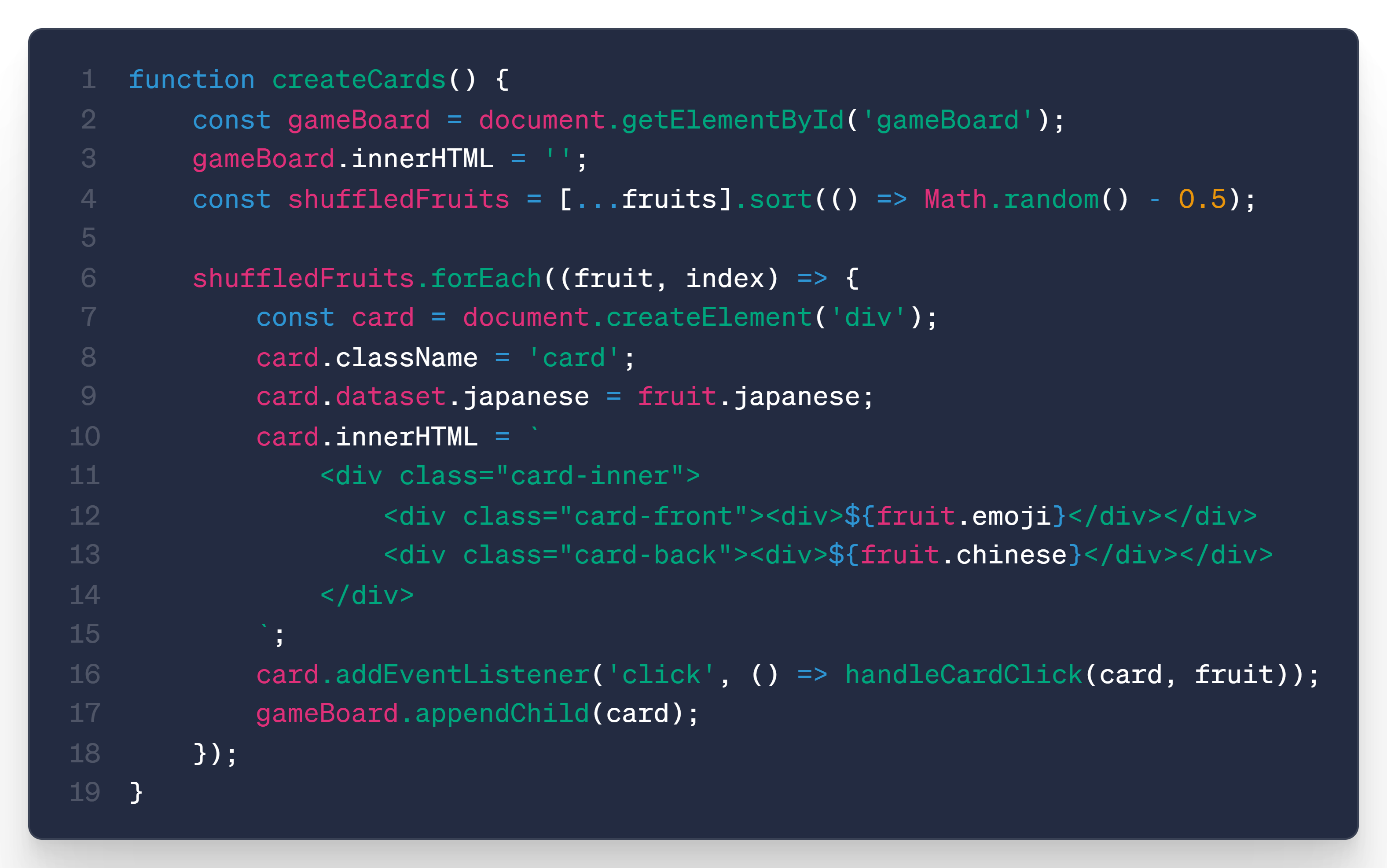 1 function createCards() {
2     const gameBoard = document.getElementById('gameBoard');
3     gameBoard.innerHTML = '';
4     const shuffledFruits = [...fruits].sort(() => Math.random() - 0.5);
5
6     shuffledFruits.forEach((fruit, index) => {
7         const card = document.createElement('div');
8         card.className = 'card';
9         card.dataset.japanese = fruit.japanese;
10         card.innerHTML = `
11             <div class="card-inner">
12                 <div class="card-front"><div>${fruit.emoji}</div></div>
13                 <div class="card-back"><div>${fruit.chinese}</div></div>
14             </div>
15         `;
16         card.addEventListener('click', () => handleCardClick(card, fruit));
17         gameBoard.appendChild(card);
18     });
19 }